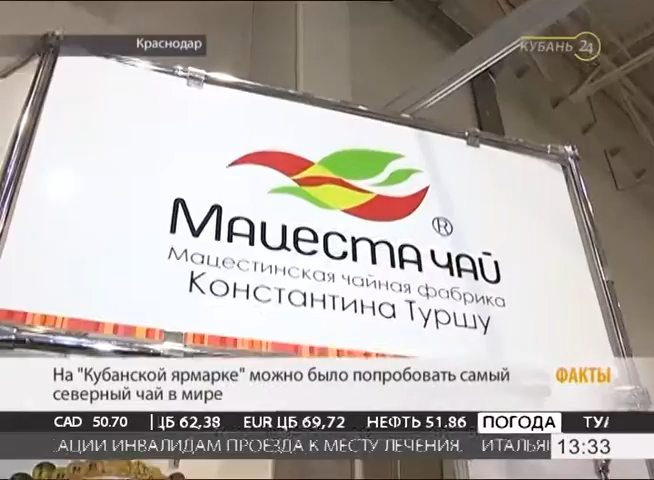 Краснодар
КУБАНЬ 24
Мацеста чай ®
Мацестинская чайная фабрика
Константина Туршу
На "Кубанской ярмарке" можно было попробовать самый
северный чай в мире
ФАКТЫ
CAD 50.70 ЦБ 62,38 EUR ЦБ 69,72 НЕФТЬ 51.86 ПОГОДА
АЦИИ ИНВАЛИДАМ ПРОЕЗДА К МЕСТУ ЛЕЧЕНИЯ. 13:33